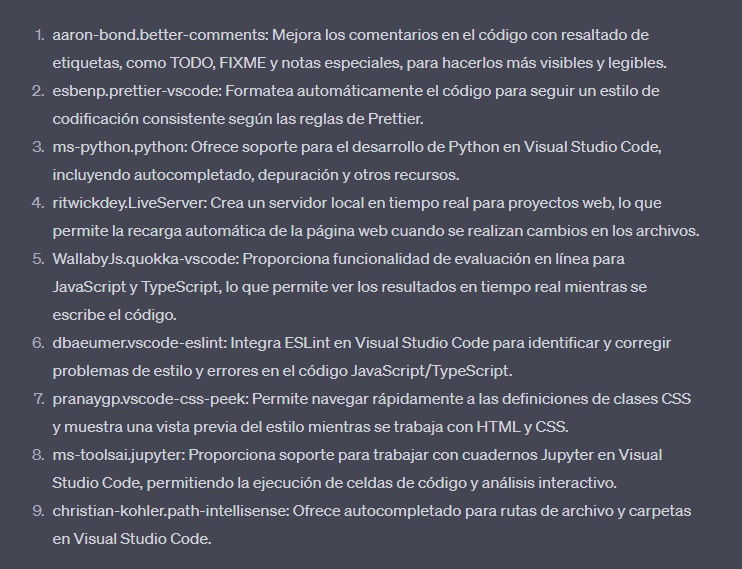 1. aaron-bond.better-comments: Mejora los comentarios en el código con resaltado de
etiquetas, como TODO, FIXME y notas especiales, para hacerlos más visibles y legibles.
2. esbenp.prettier-vscode: Formatea automáticamente el código para seguir un estilo de
codificación consistente según las reglas de Prettier.
3. ms-python.python: Ofrece soporte para el desarrollo de Python en Visual Studio Code,
incluyendo autocompletado, depuración y otros recursos.
4. ritwickdey.LiveServer: Crea un servidor local en tiempo real para proyectos web, lo que
permite la recarga automática de la página web cuando se realizan cambios en los archivos.
5. WallabyJs.quokka-vscode: Proporciona funcionalidad de evaluación en línea para
JavaScript y TypeScript, lo que permite ver los resultados en tiempo real mientras se
escribe el código.
6. dbaeumer.vscode-eslint: Integra ESLint en Visual Studio Code para identificar y corregir
problemas de estilo y errores en el código JavaScript/TypeScript.
7. pranaygp.vscode-css-peek: Permite navegar rápidamente a las definiciones de clases CSS
y muestra una vista previa del estilo mientras se trabaja con HTML y CSS.
8. ms-toolsai.jupyter: Proporciona soporte para trabajar con cuadernos Jupyter en Visual
Studio Code, permitiendo la ejecución de celdas de código y análisis interactivo.
9. christian-kohler.path-intellisense: Ofrece autocompletado para rutas de archivo y carpetas
en Visual Studio Code.